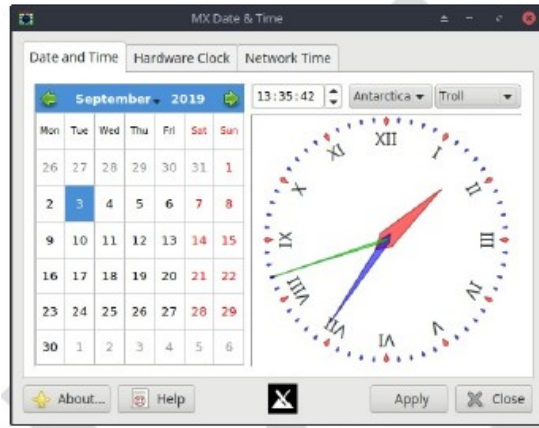 MX Date & Time
Date and Time Hardware Clock Network Time
September 2019 13:35:42 Antarctica Troll
Mon Tue Wed Thu Fri Sat Sun
26 27 28 29 30 31 1
2 3 4 5 6 7 8
9 10 11 12 13 14 15
16 17 18 19 20 21 22
23 24 25 26 27 28 29
30 1 2 3 4 5 6
XII
I
II
III
IV
V
VI
VII
VIII
IX
X
XI
About... Help Apply Close